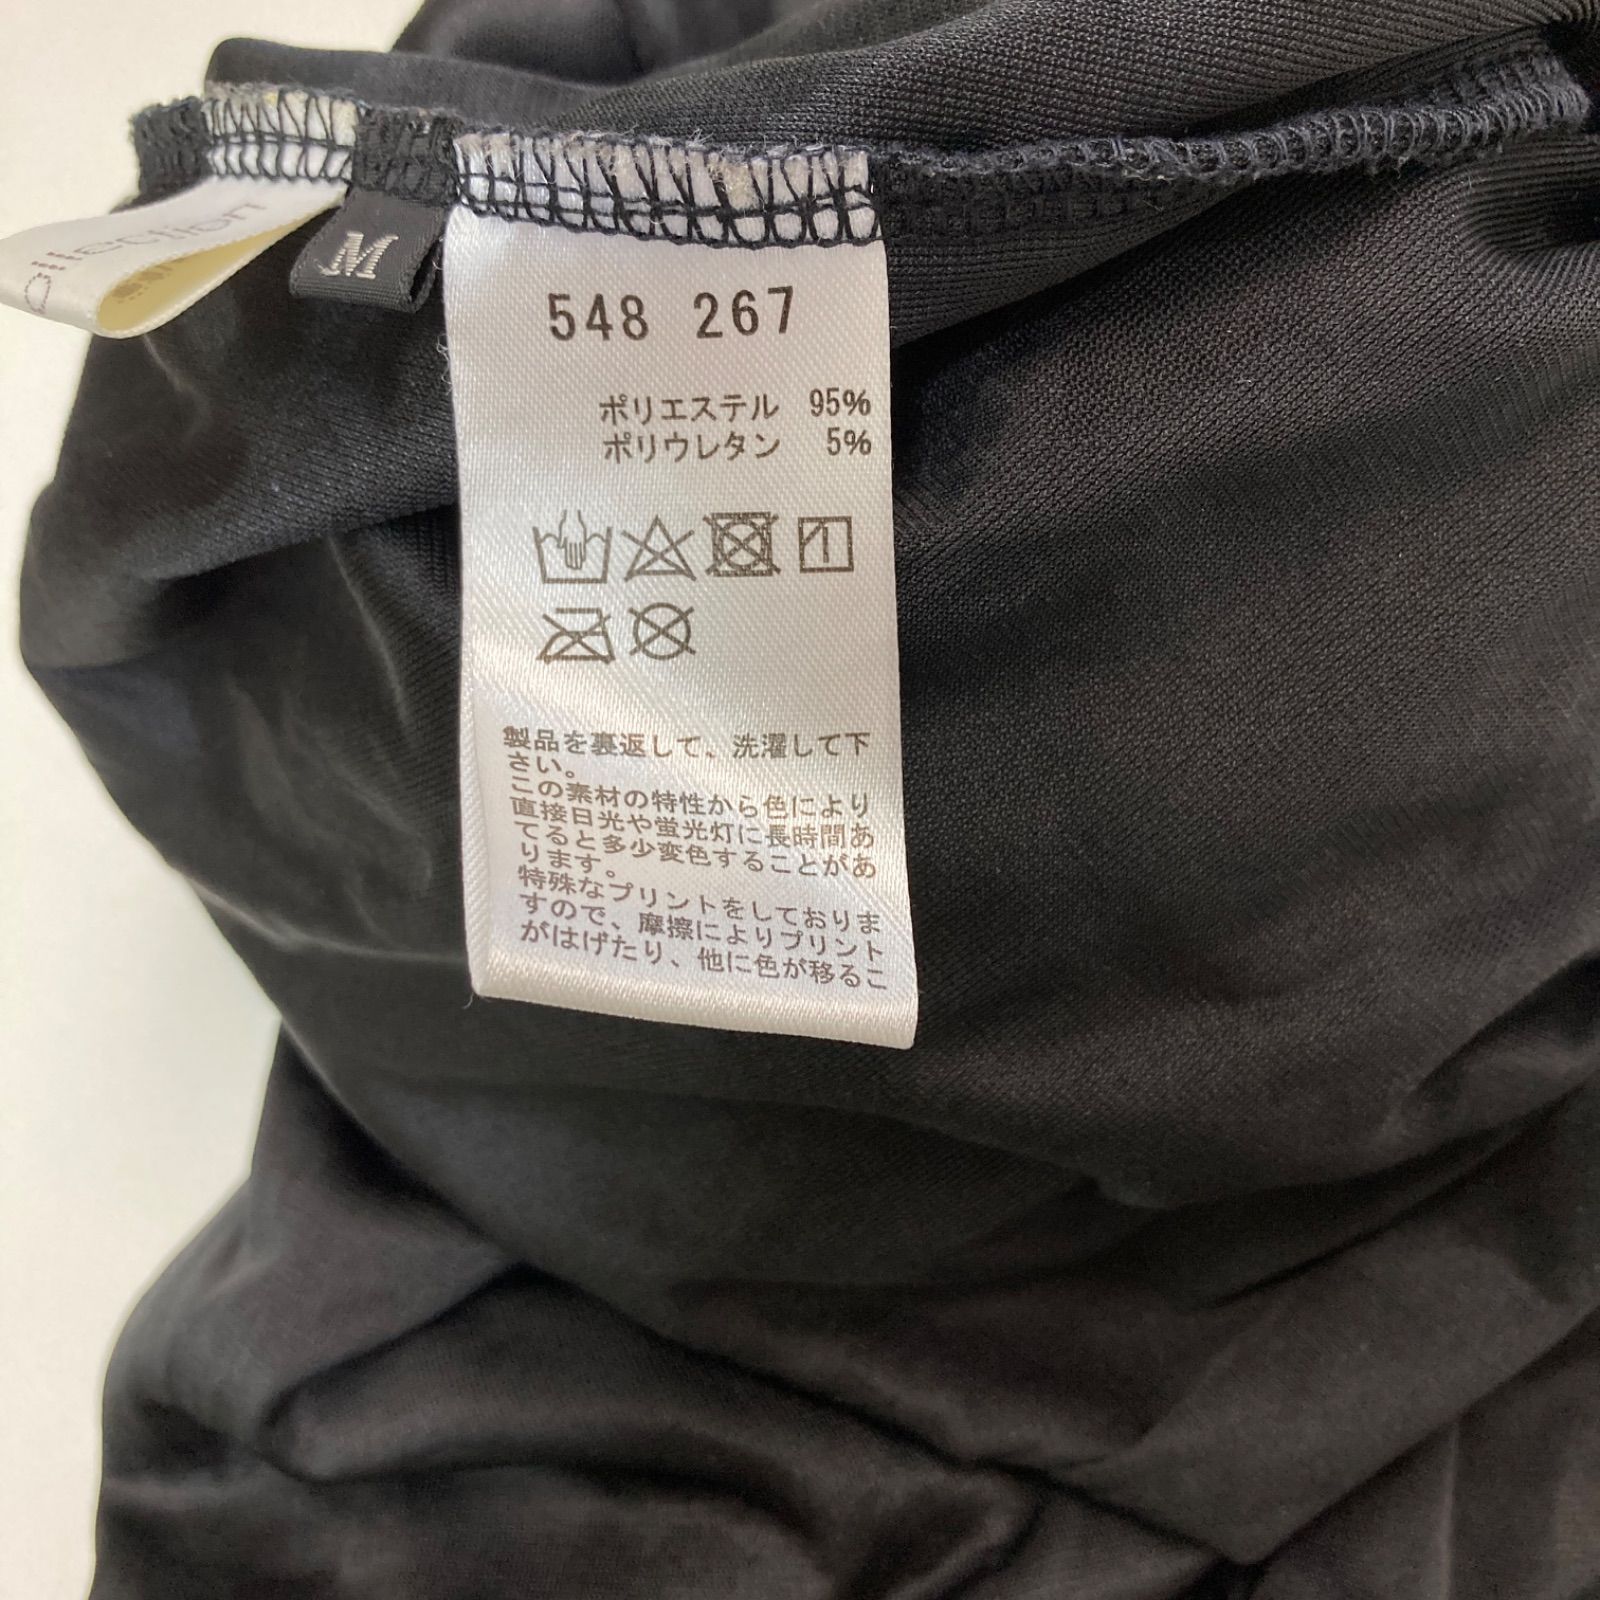 M
548 267
ポリエステル 95%
ポリウレタン 5%
製品を裏返して、洗濯して下
さい。
この素材の特性から色により
直接日光や蛍光灯に長時間あ
てると多少変色することがあ
ります。
特殊なプリントをしておりま
すので、摩擦によりプリント
がはげたり、他に色が移るこ